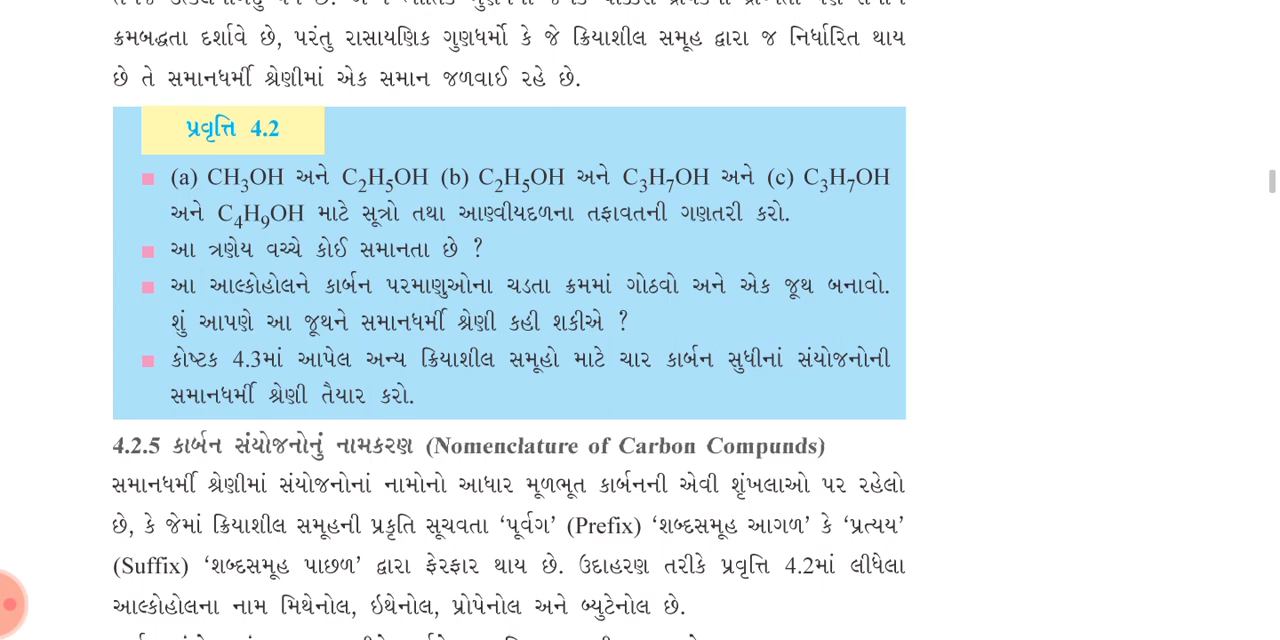 ક્રમબદ્ધતા દર્શાવે છે, પરંતુ રાસાયણિક ગુણધર્મો કે જે ક્રિયાશીલ સમૂહ દ્વારા જ નિર્ધારિત થાય
છે તે સમાનધર્મી શ્રેણીમાં એક સમાન જળવાઈ રહે છે.
પ્રવૃત્તિ 4.2
(a) CH₃OH અને C₂H₅OH (b) C₂H₅OH અને C₃H₇OH અને (c) C₃H₇OH
અને C₄H₉OH માટે સૂત્રો તથા આણ્વીયદળના તફાવતની ગણતરી કરો.
આ ત્રણેય વચ્ચે કોઈ સમાનતા છે ?
આ આલ્કોહોલને કાર્બન પરમાણુઓના ચડતા ક્રમમાં ગોઠવો અને એક જૂથ બનાવો.
શું આપણે આ જૂથને સમાનધર્મી શ્રેણી કહી શકીએ ?
કોષ્ટક 4.3માં આપેલ અન્ય ક્રિયાશીલ સમૂહો માટે ચાર કાર્બન સુધીનાં સંયોજનોની
સમાનધર્મી શ્રેણી તૈયાર કરો.
4.2.5 કાર્બન સંયોજનોનું નામકરણ (Nomenclature of Carbon Compunds)
સમાનધર્મી શ્રેણીમાં સંયોજનોનાં નામોનો આધાર મૂળભૂત કાર્બનની એવી શૃંખલાઓ પર રહેલો
છે, કે જેમાં ક્રિયાશીલ સમૂહની પ્રકૃતિ સૂચવતા ‘પૂર્વગ’ (Prefix) ‘શબ્દસમૂહ આગળ’ કે ‘પ્રત્યય’
(Suffix) ‘શબ્દસમૂહ પાછળ’ દ્વારા ફેરફાર થાય છે. ઉદાહરણ તરીકે પ્રવૃત્તિ 4.2માં લીધેલા
આલ્કોહોલના નામ મિથેનોલ, ઇથેનોલ, પ્રોપેનોલ અને બ્યુટેનોલ છે.